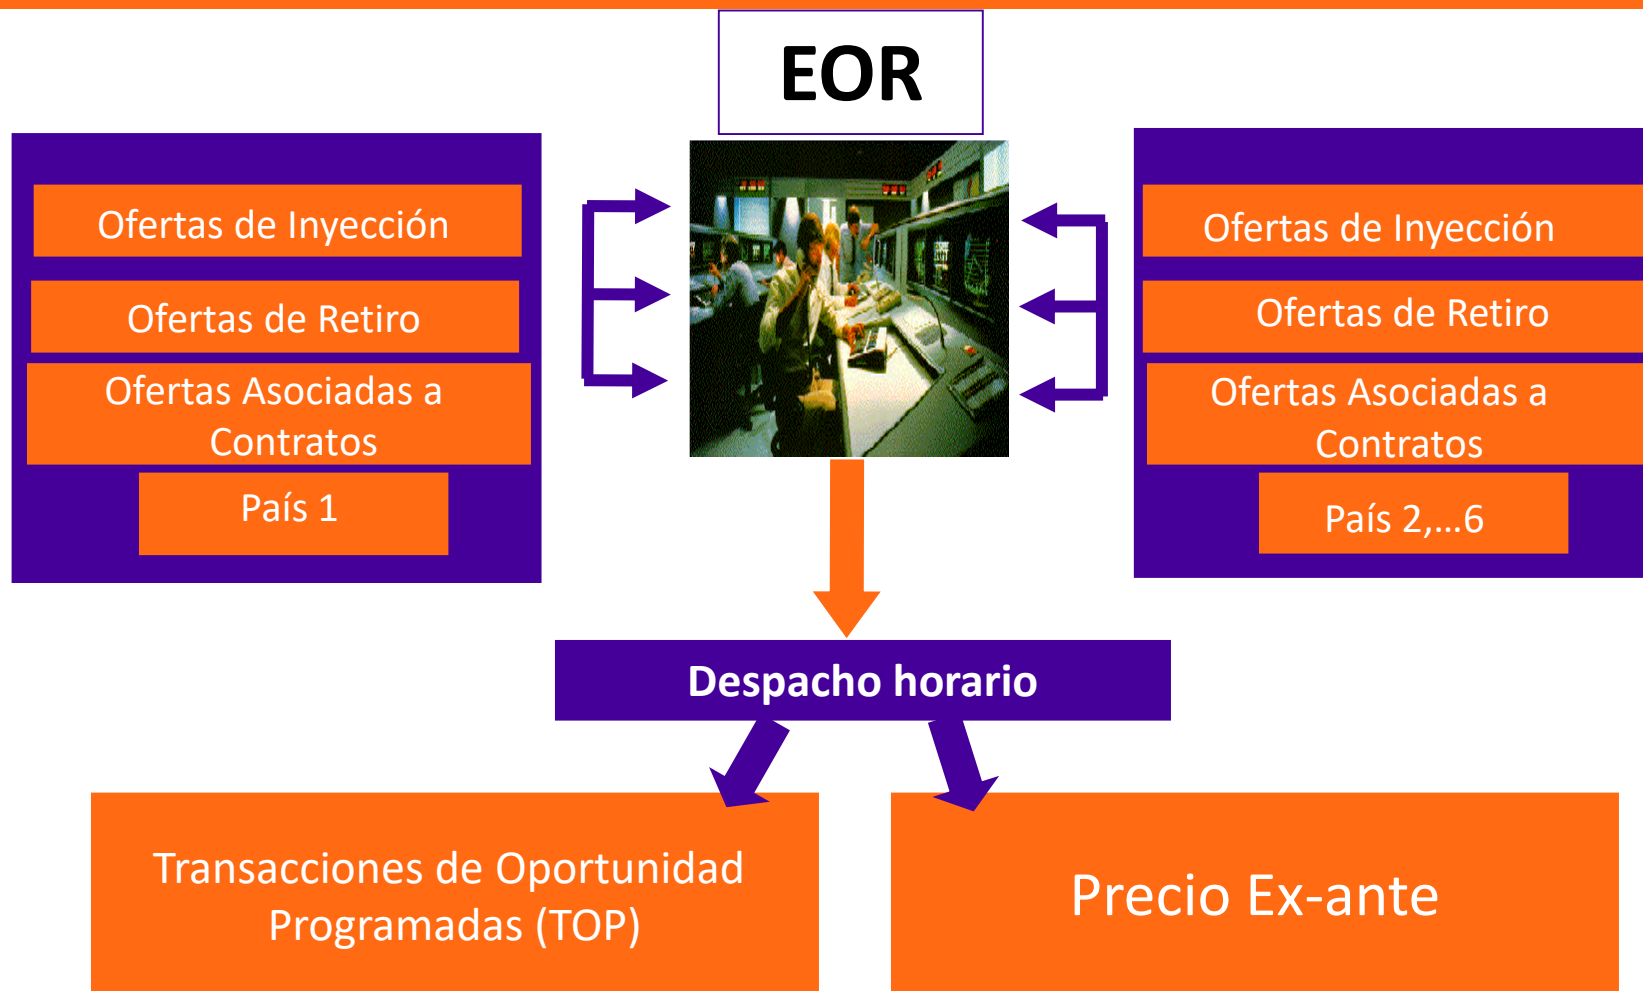 EOR
Ofertas de Inyección
Ofertas de Retiro
Ofertas Asociadas a
Contratos
País 1
Ofertas de Inyección
Ofertas de Retiro
Ofertas Asociadas a
Contratos
País 2,...6
Despacho horario
Transacciones de Oportunidad
Programadas (TOP)
Precio Ex-ante